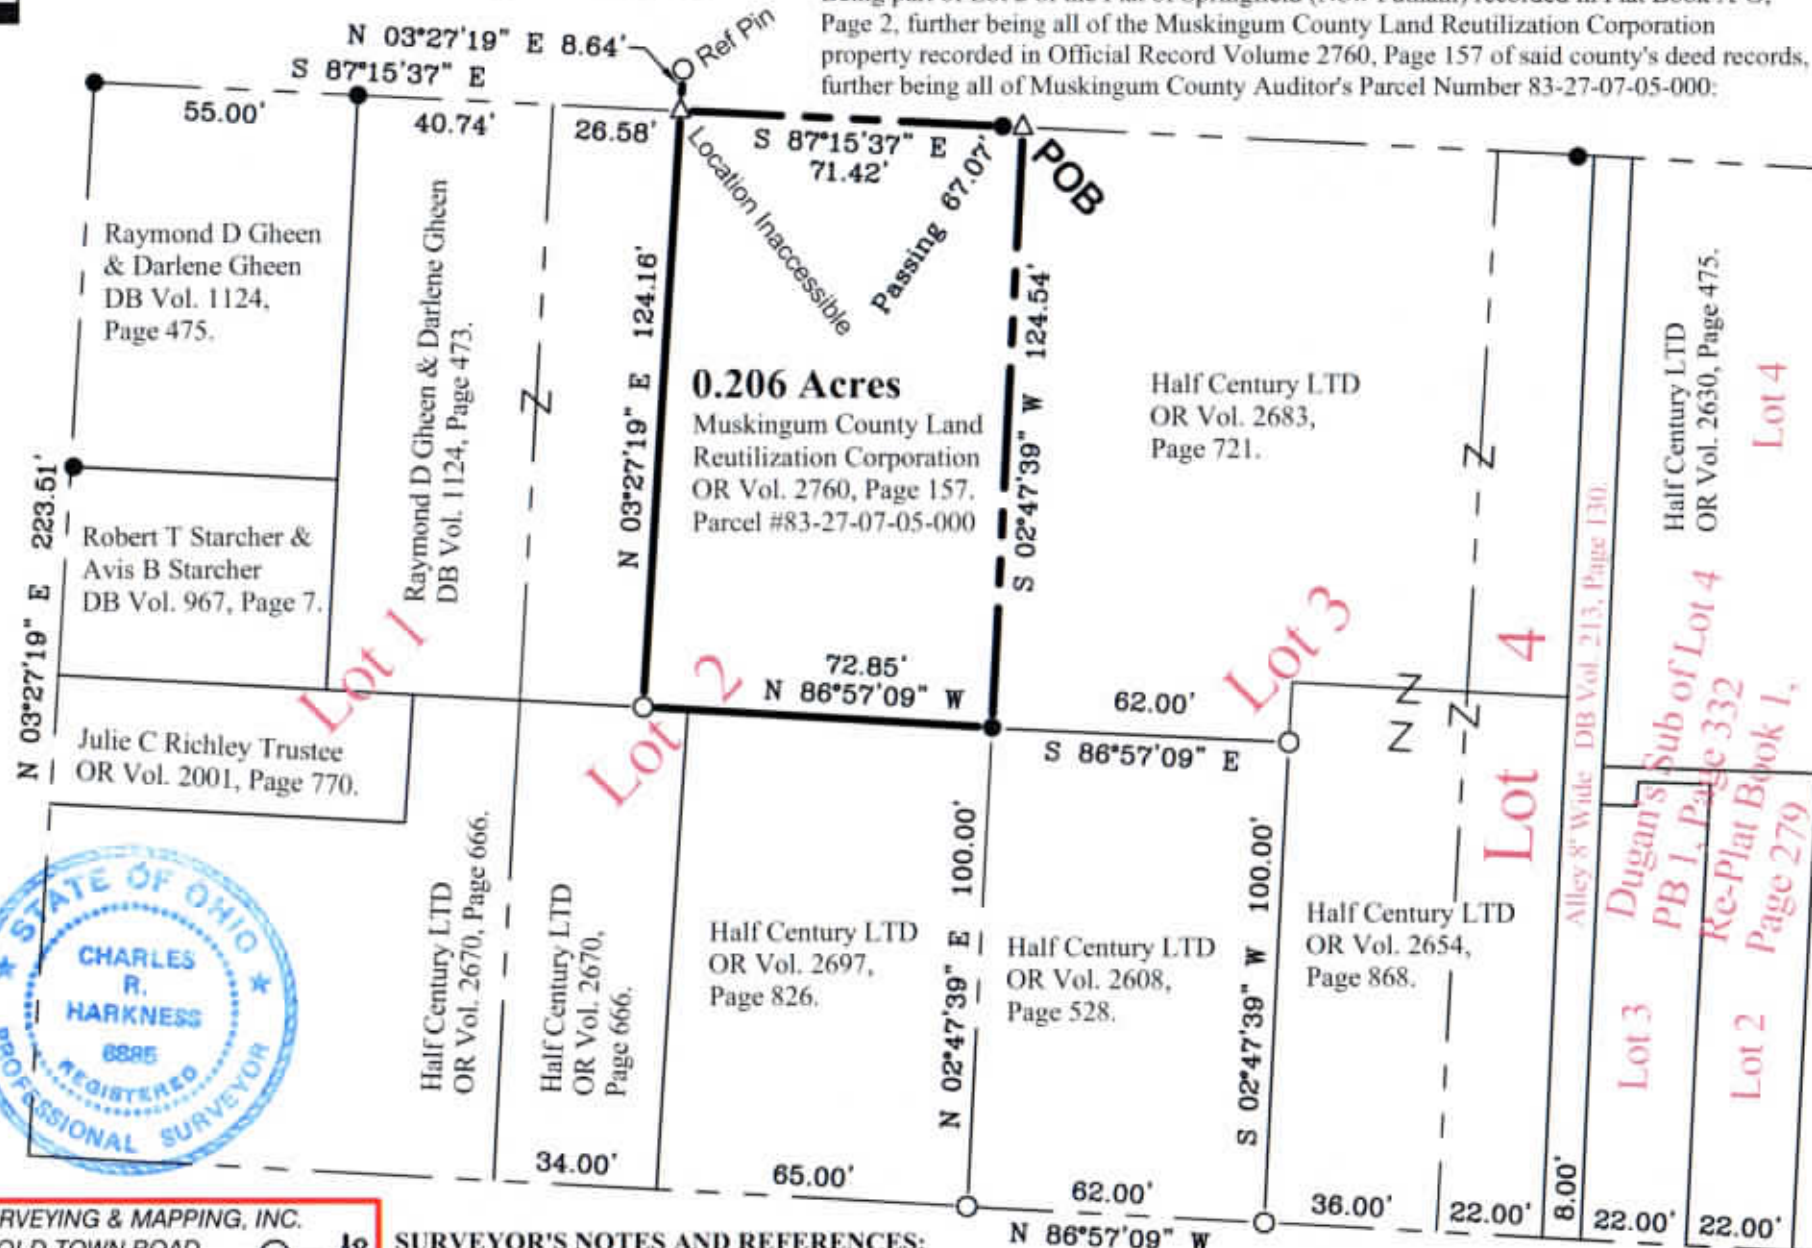 Page 2, further being all of the Muskingum County Land Reutilization Corporation
property recorded in Official Record Volume 2760, Page 157 of said county's deed records,
further being all of Muskingum County Auditor's Parcel Number 83-27-07-05-000:
N 03°27'19" E 8.64'
Ref Pin
S 87°15'37" E
55.00'
40.74'
26.58'
S 87°15'37" E
71.42'
Passing 67.07'
POB
Location Inaccessible
Raymond D Gheen
& Darlene Gheen
DB Vol. 1124,
Page 475.
Raymond D Gheen & Darlene Gheen
DB Vol. 1124, Page 473.
Z
N 03°27'19" E 124.16'
0.206 Acres
Muskingum County Land
Reutilization Corporation
OR Vol. 2760, Page 157.
Parcel #83-27-07-05-000
S 02°47'39" W 124.54'
Half Century LTD
OR Vol. 2683,
Page 721.
Z
Half Century LTD
OR Vol. 2630, Page 475.
Lot 4
N 03°27'19" E 223.51'
Robert T Starcher &
Avis B Starcher
DB Vol. 967, Page 7.
Lot 1
Lot 2
72.85'
N 86°57'09" W
Lot 3
62.00'
S 86°57'09" E
Z
Z
Z
Lot 4
Alley 8' Wide DB Vol. 213, Page 130.
Dugan's Sub of Lot 4
PB 1, Page 332
Re-Plat Book 1,
Page 279
Julie C Richley Trustee
OR Vol. 2001, Page 770.
Half Century LTD
OR Vol. 2670, Page 666.
Half Century LTD
OR Vol. 2670,
Page 666.
Half Century LTD
OR Vol. 2697,
Page 826.
N 02°47'39" E 100.00'
Half Century LTD
OR Vol. 2608,
Page 528.
S 02°47'39" W 100.00'
Half Century LTD
OR Vol. 2654,
Page 868.
Lot 3
Lot 2
STATE OF OHIO
CHARLES
R.
HARKNESS
6885
REGISTERED
PROFESSIONAL SURVEYOR
34.00'
65.00'
62.00'
N 86°57'09" W
36.00'
22.00'
8.00'
22.00'
22.00'
RVEYING & MAPPING, INC.
OLD TOWN ROAD
SURVEYOR'S NOTES AND REFERENCES: